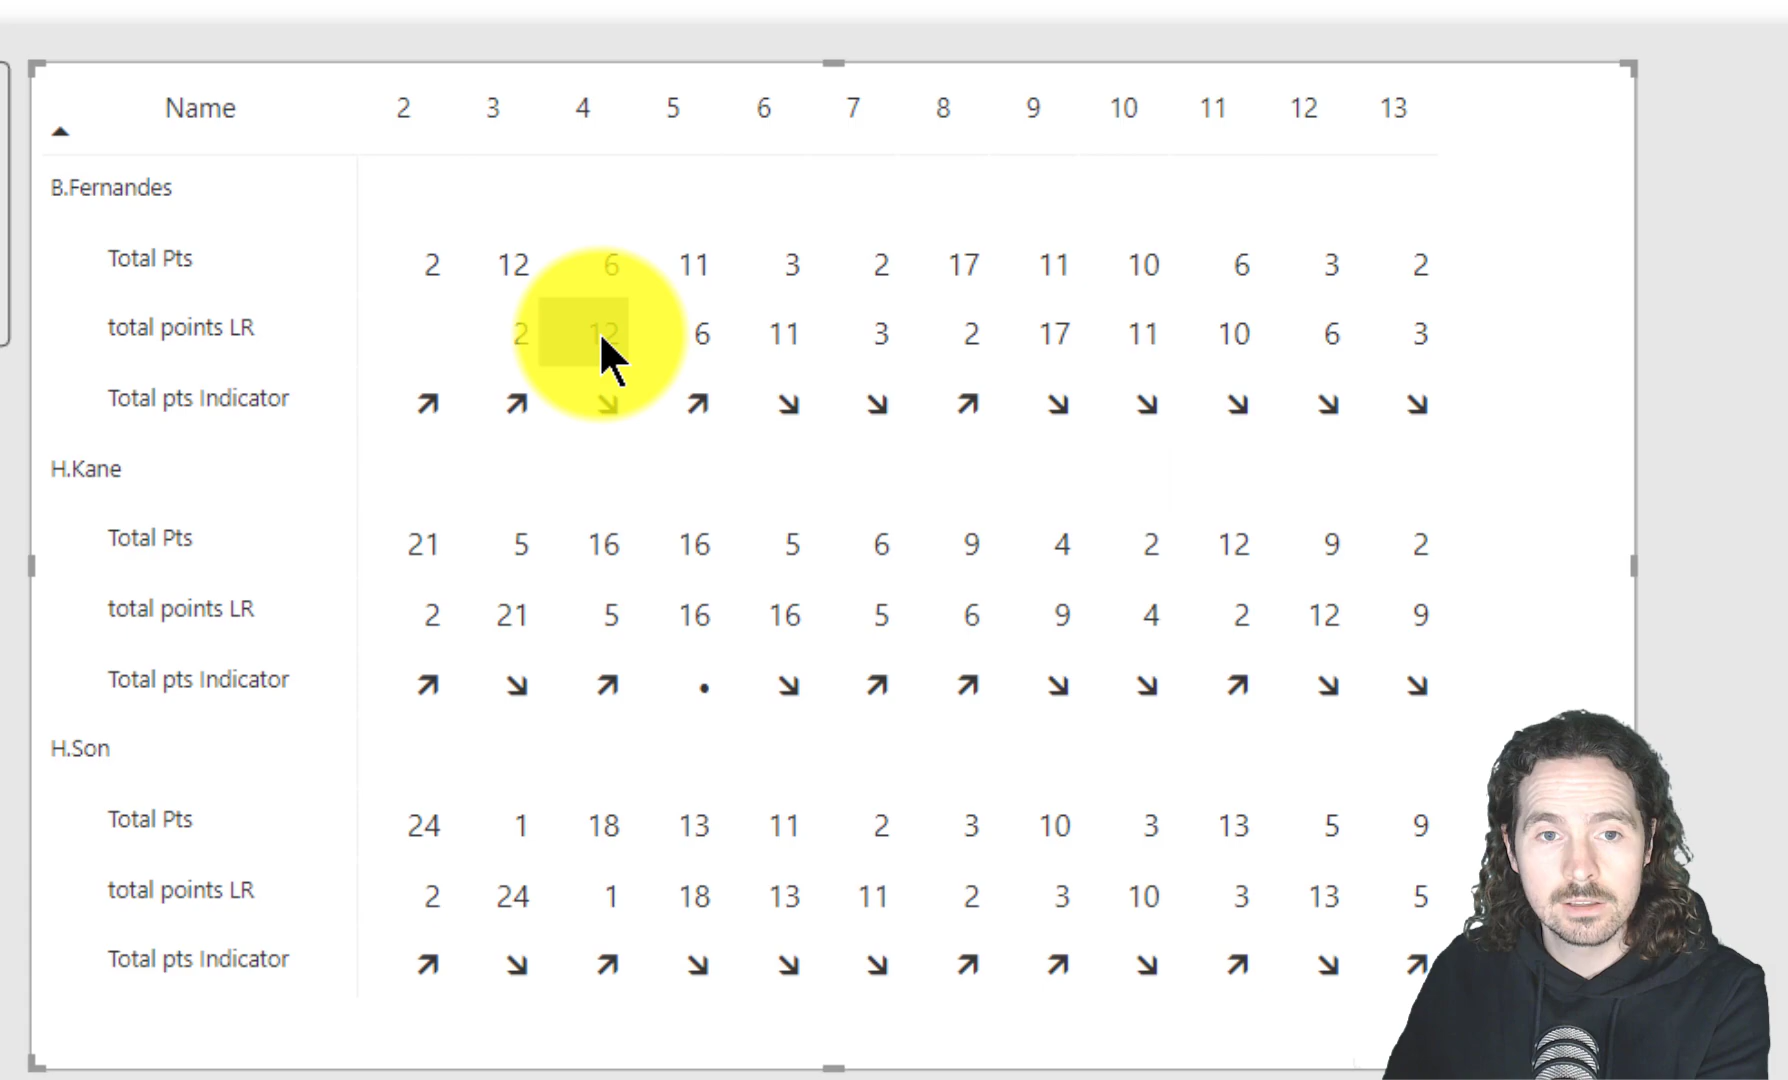 Name 2 3 4 5 6 7 8 9 10 11 12 13
B.Fernandes
Total Pts 2 12 6 11 3 2 17 11 10 6 3 2
total points LR 2 12 6 11 3 2 17 11 10 6 3
Total pts Indicator ↗ ↗ ↘ ↗ ↘ ↘ ↗ ↘ ↘ ↘ ↘ ↘
H.Kane
Total Pts 21 5 16 16 5 6 9 4 2 12 9 2
total points LR 2 21 5 16 16 5 6 9 4 2 12 9
Total pts Indicator ↗ ↘ ↗ • ↘ ↗ ↗ ↘ ↘ ↗ ↘ ↘
H.Son
Total Pts 24 1 18 13 11 2 3 10 3 13 5 9
total points LR 2 24 1 18 13 11 2 3 10 3 13 5
Total pts Indicator ↗ ↘ ↗ ↘ ↘ ↘ ↗ ↗ ↘ ↗ ↘ ↗